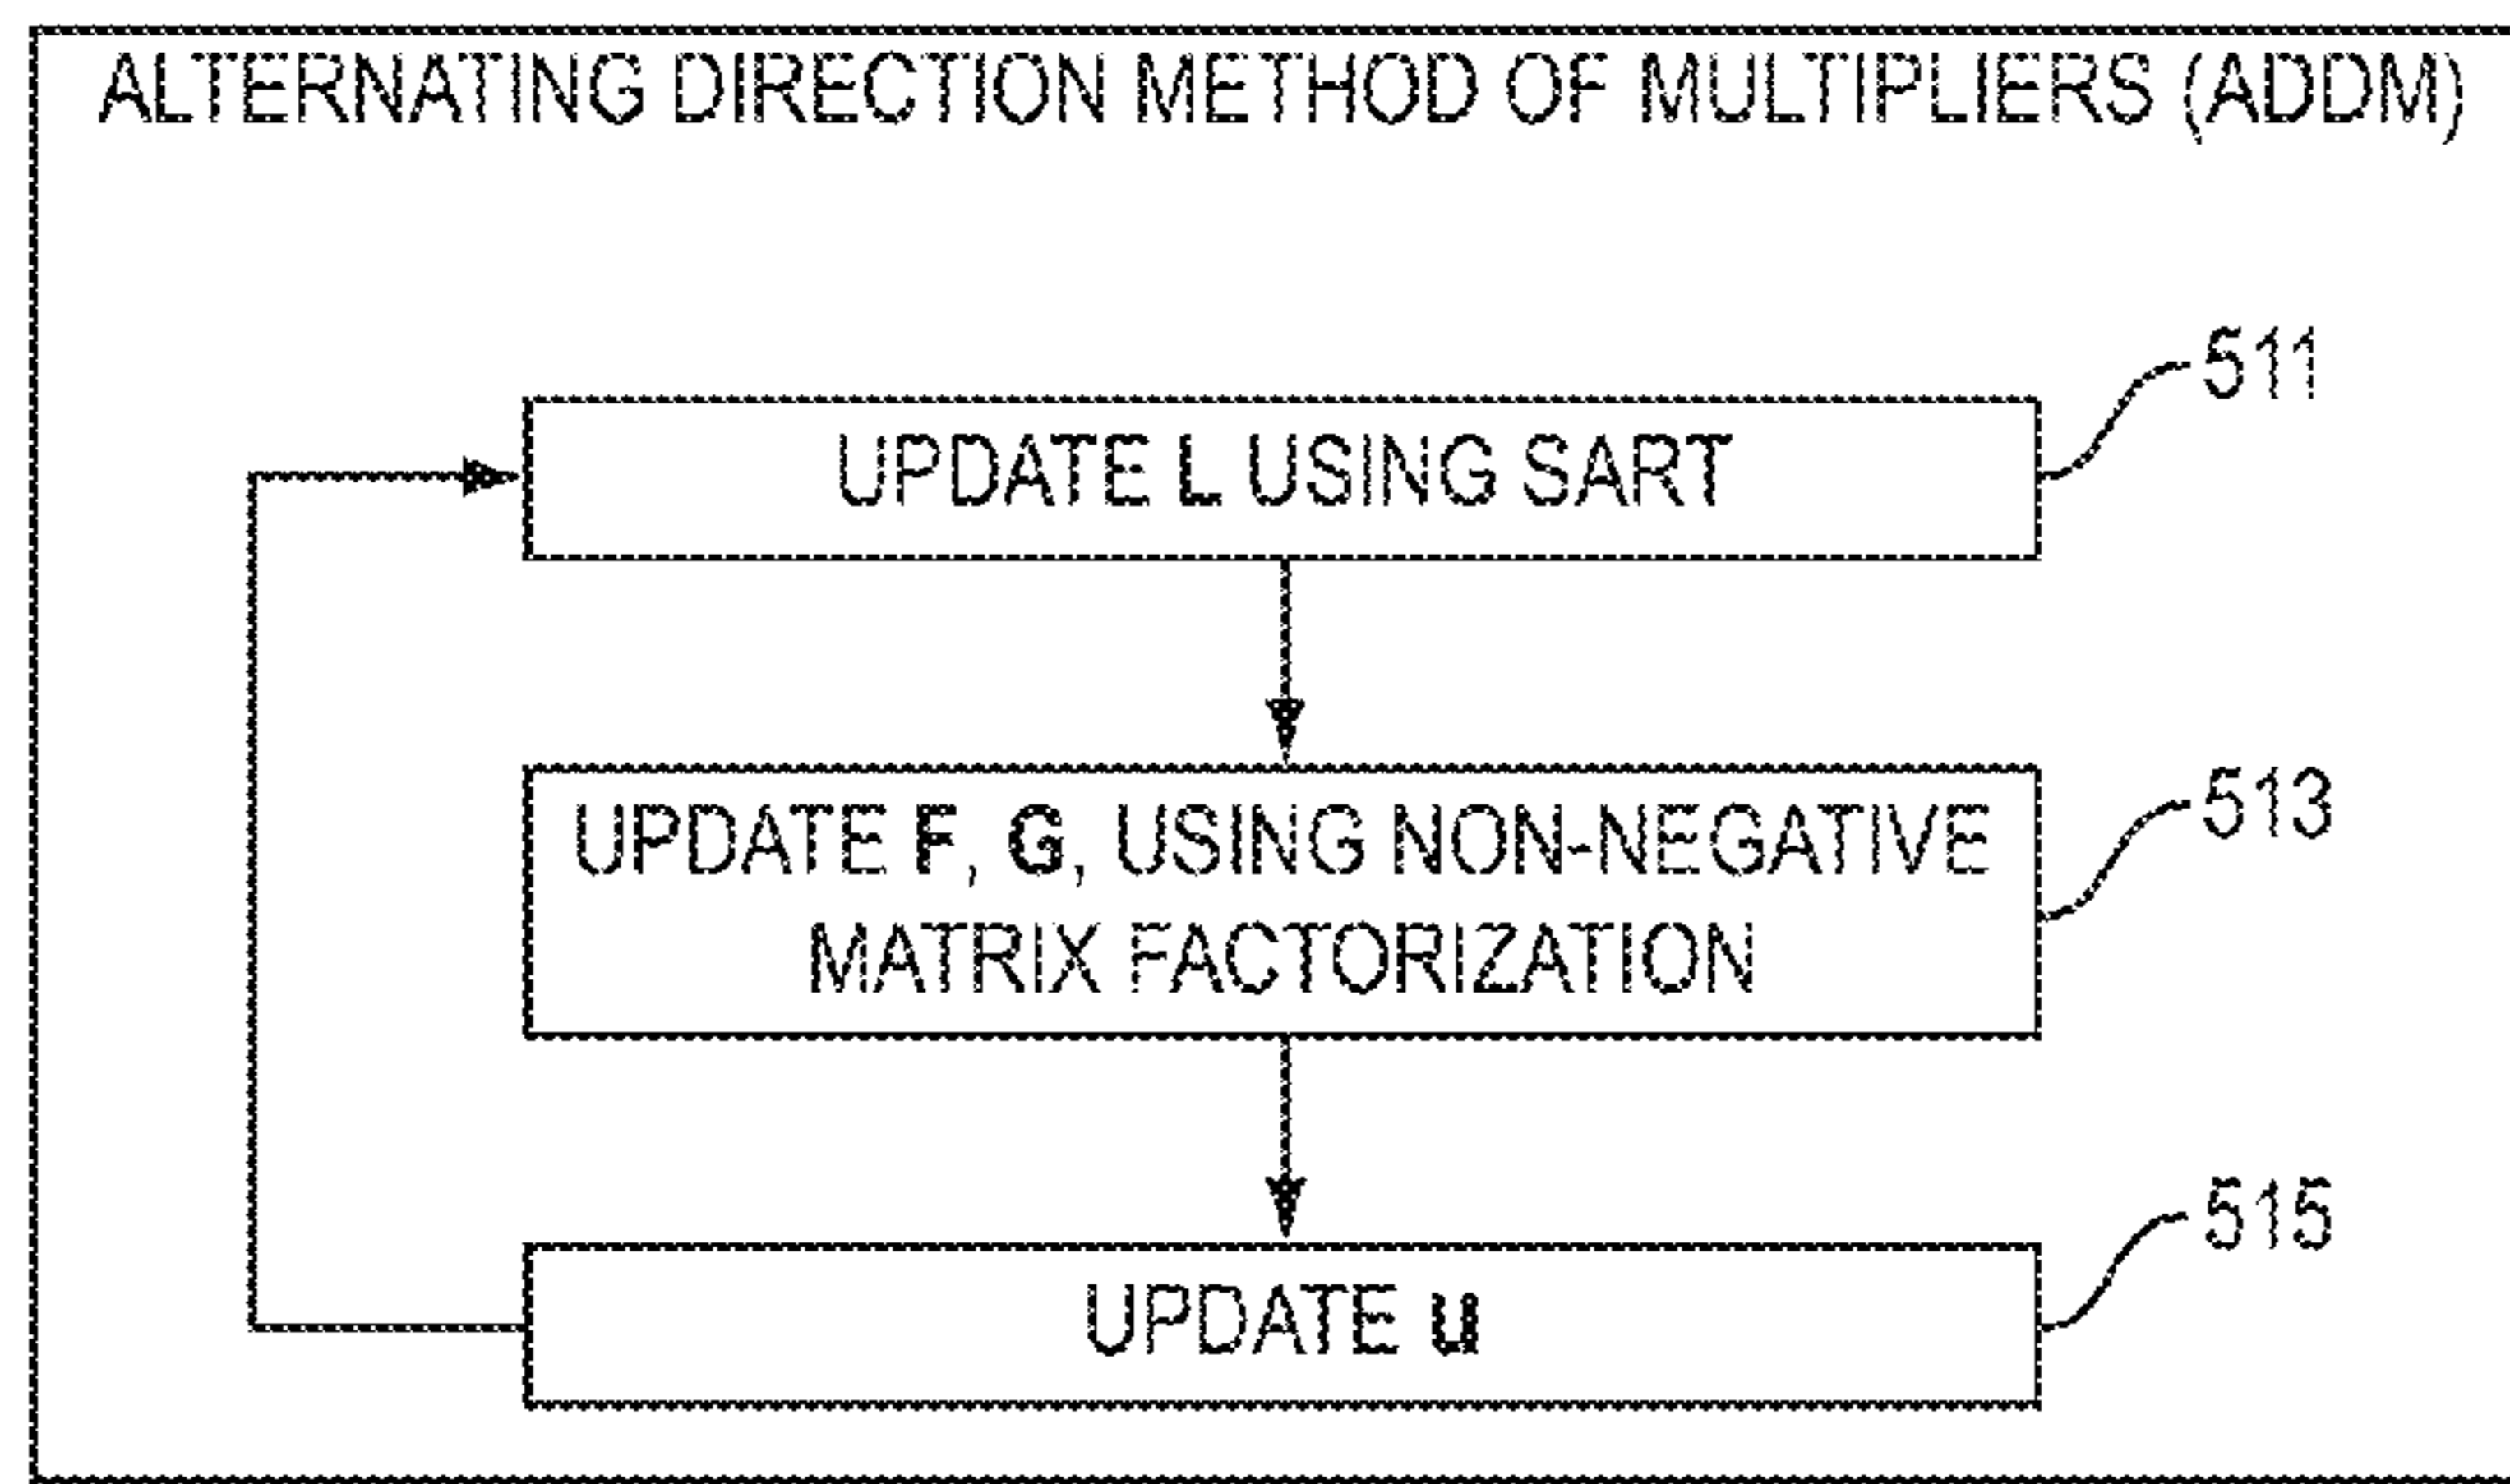 ALTERNATING DIRECTION METHOD OF MULTIPLIERS (ADDM)
511
UPDATE L USING SART
513
UPDATE F, G, USING NON-NEGATIVE
MATRIX FACTORIZATION
515
UPDATE u